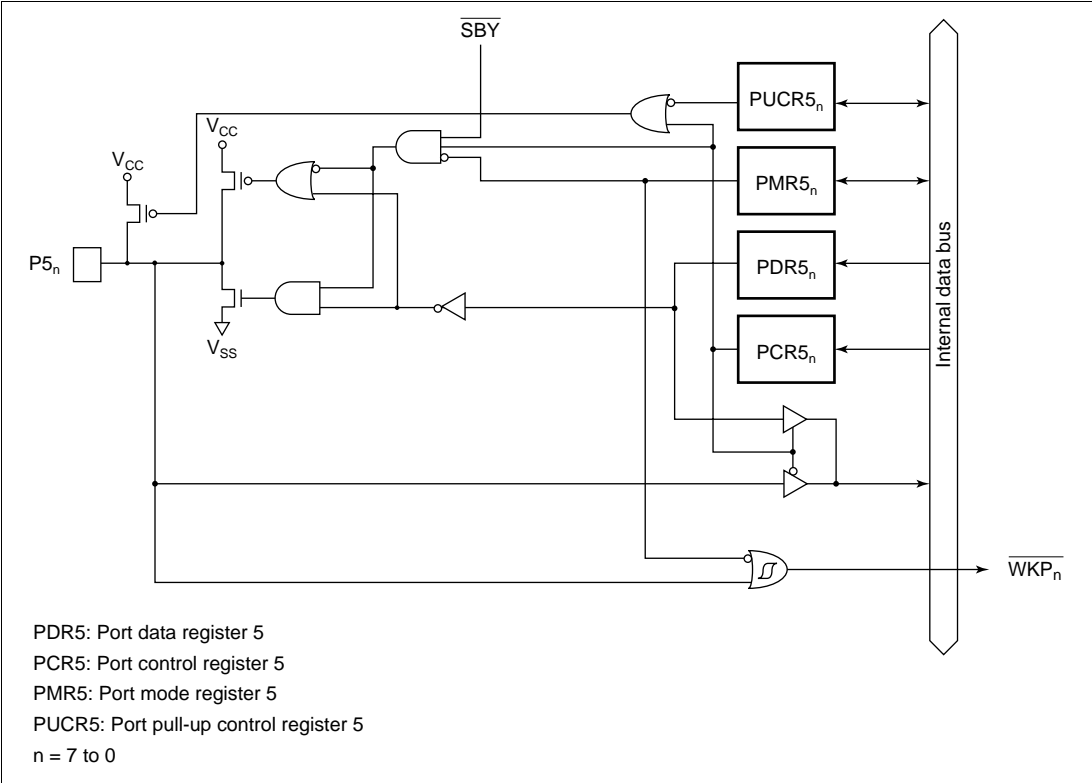 SBY
PUCR5n
VCC
VCC
PMR5n
P5n
PDR5n
Internal data bus
VSS
PCR5n
WKPn
PDR5: Port data register 5
PCR5: Port control register 5
PMR5: Port mode register 5
PUCR5: Port pull-up control register 5
n = 7 to 0